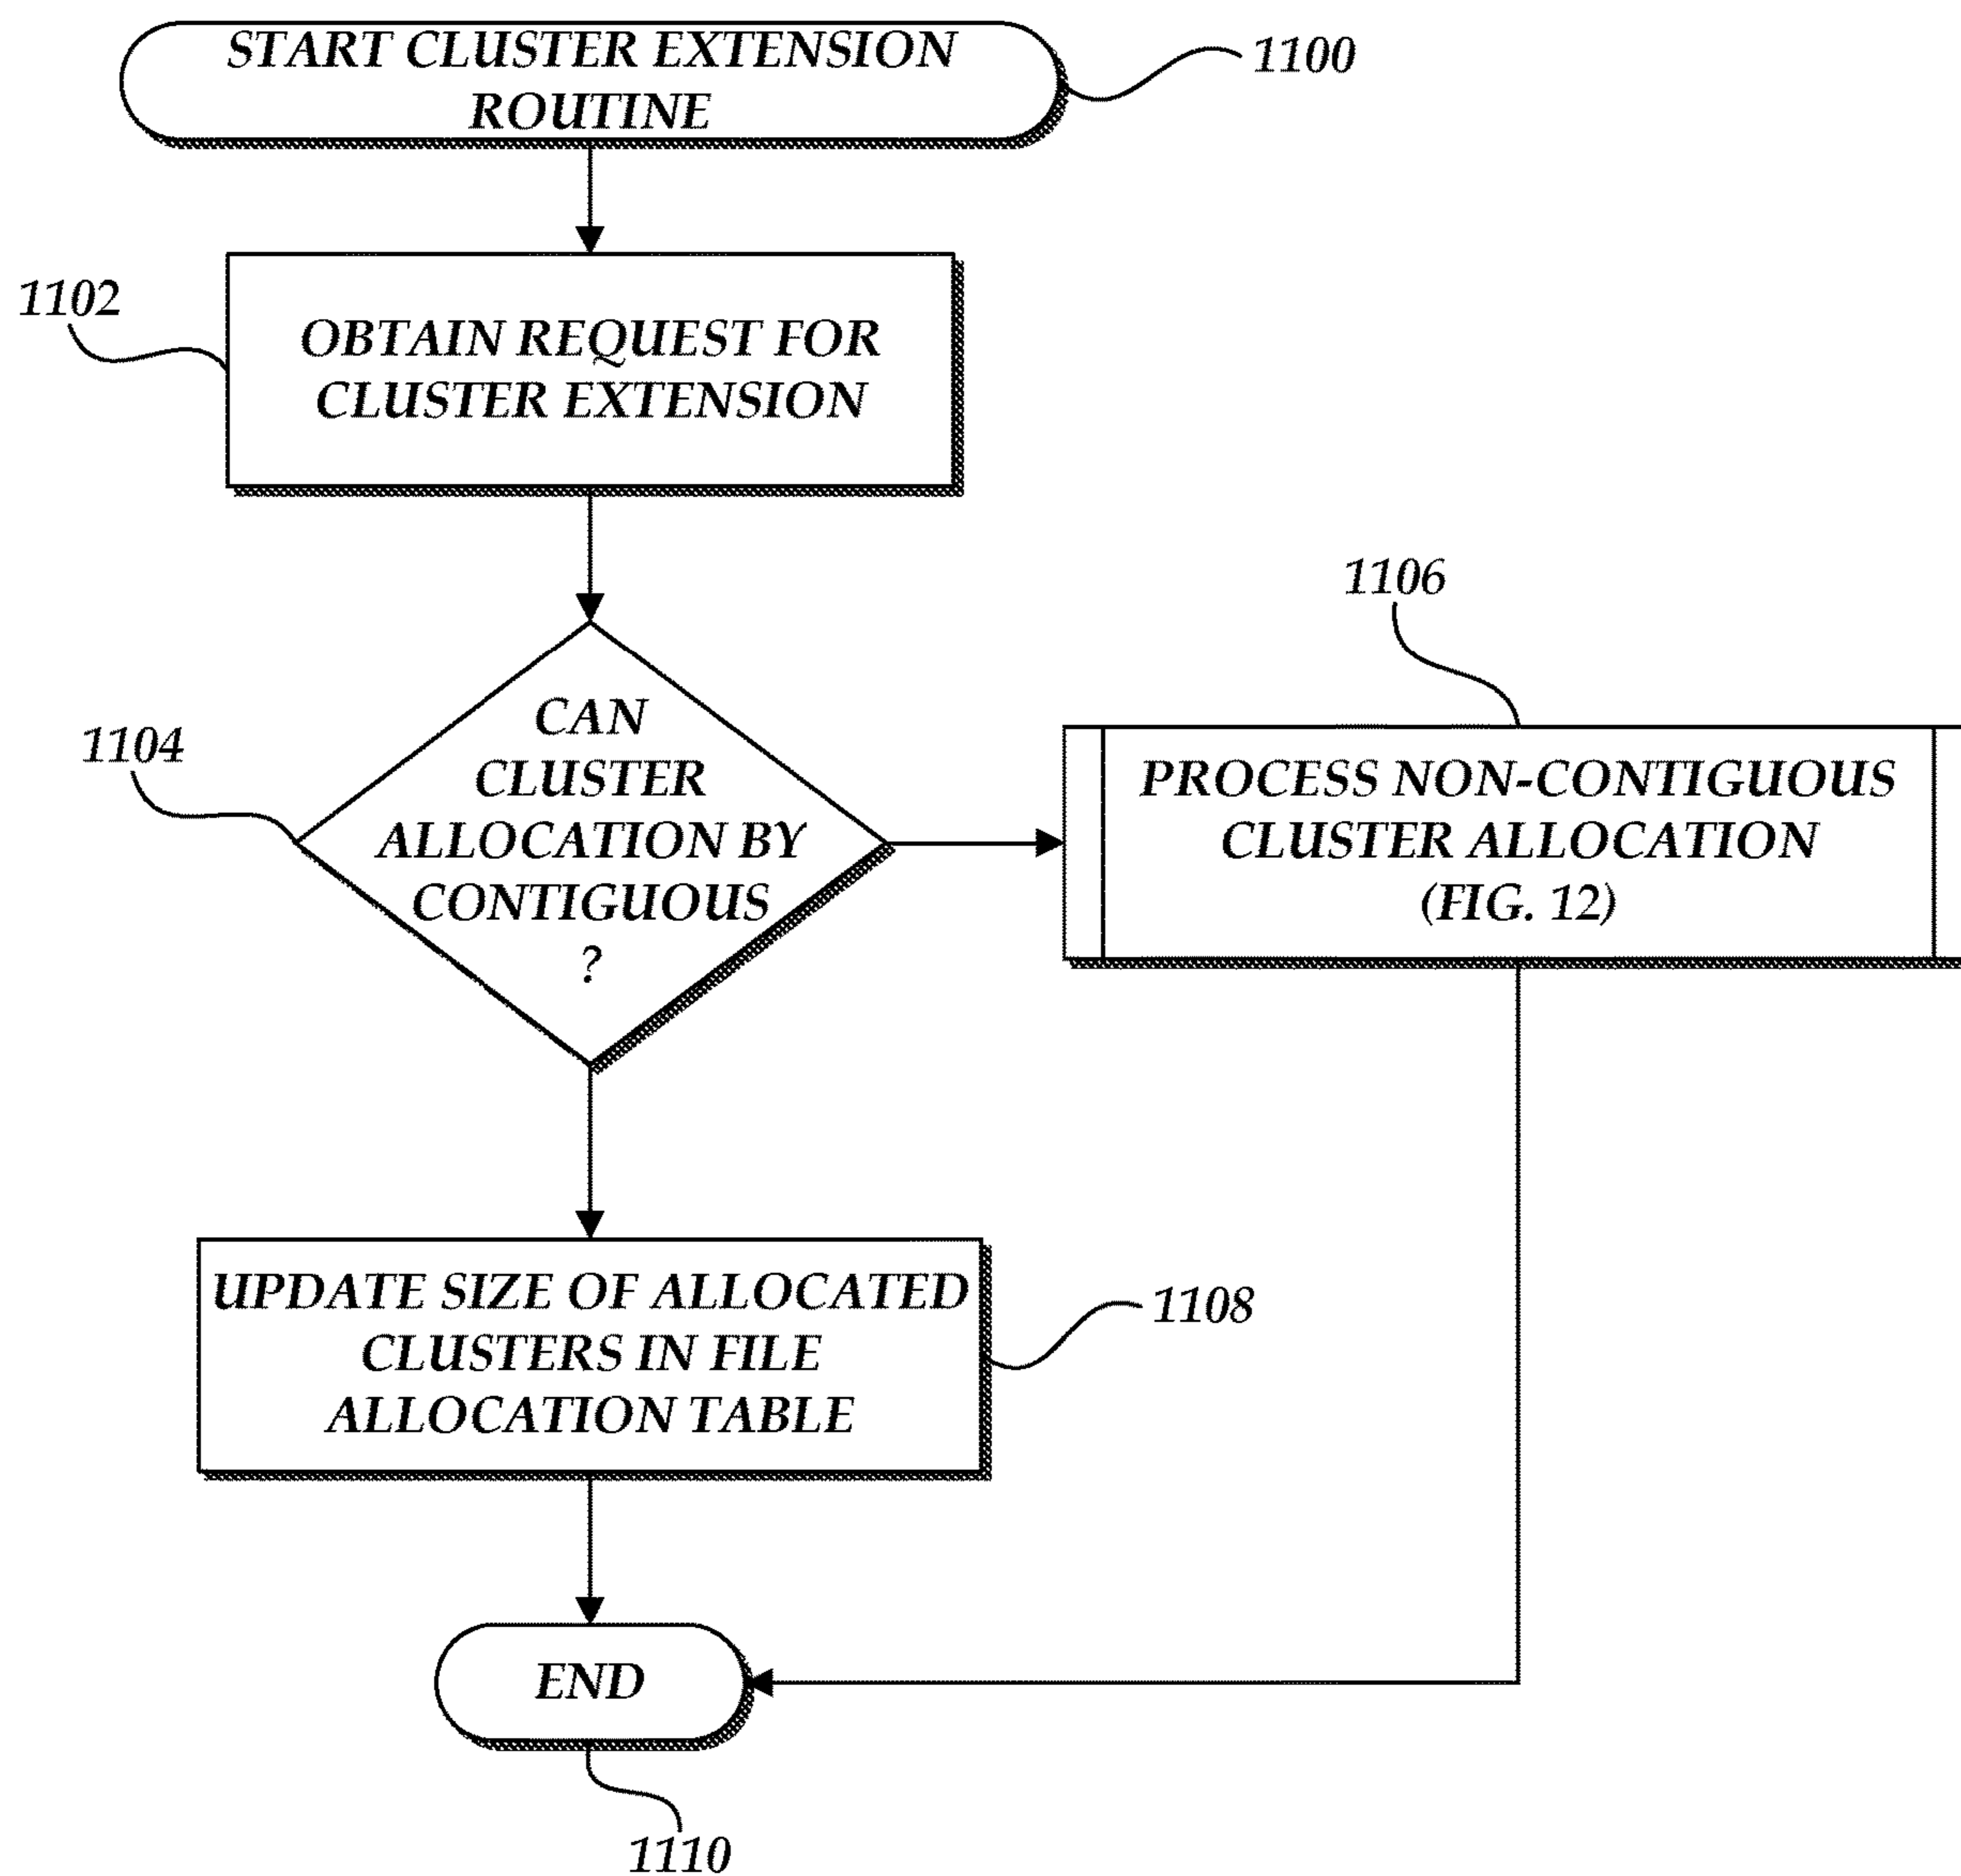 START CLUSTER EXTENSION
ROUTINE
1100
1102
OBTAIN REQUEST FOR
CLUSTER EXTENSION
1104
CAN
CLUSTER
ALLOCATION BY
CONTIGUOUS
?
1106
PROCESS NON-CONTIGUOUS
CLUSTER ALLOCATION
(FIG. 12)
UPDATE SIZE OF ALLOCATED
CLUSTERS IN FILE
ALLOCATION TABLE
1108
END
1110